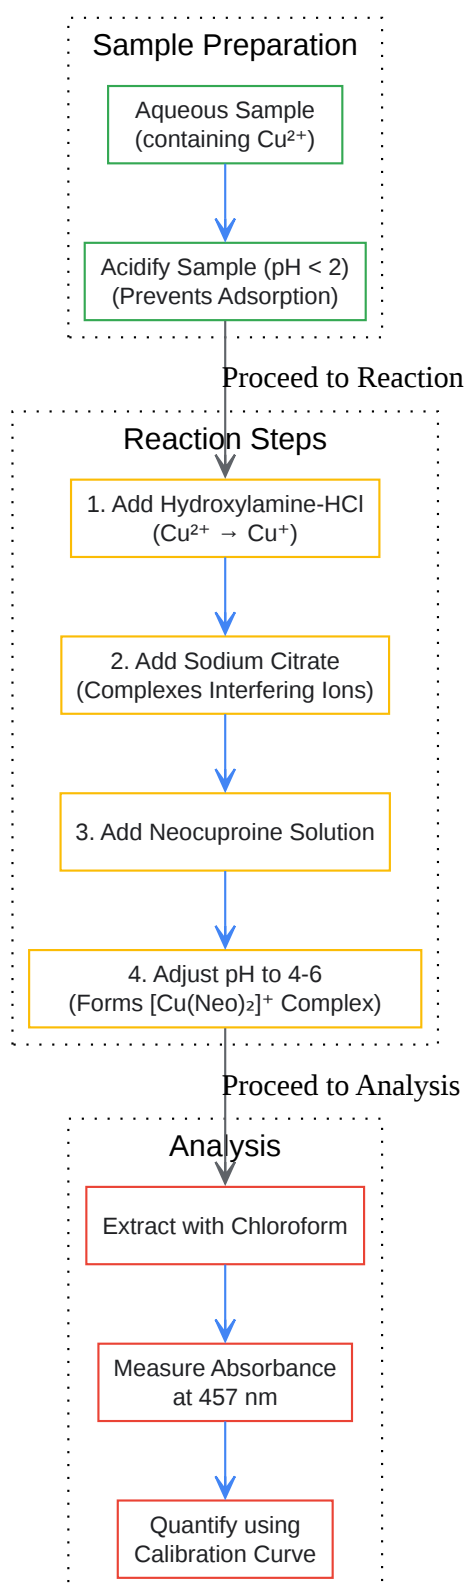 Sample Preparation
Aqueous Sample
(containing Cu²⁺)
Acidify Sample (pH < 2)
(Prevents Adsorption)
Proceed to Reaction
Reaction Steps
1. Add Hydroxylamine-HCl
(Cu²⁺ → Cu⁺)
2. Add Sodium Citrate
(Complexes Interfering Ions)
3. Add Neocuproine Solution
4. Adjust pH to 4-6
(Forms [Cu(Neo)₂]⁺ Complex)
Proceed to Analysis
Analysis
Extract with Chloroform
Measure Absorbance
at 457 nm
Quantify using
Calibration Curve